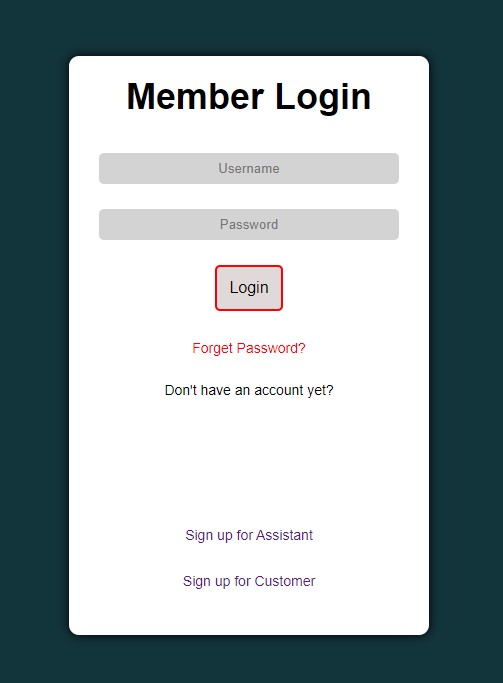 Member Login
Username
Password
Login
Forget Password?
Don't have an account yet?
Sign up for Assistant
Sign up for Customer